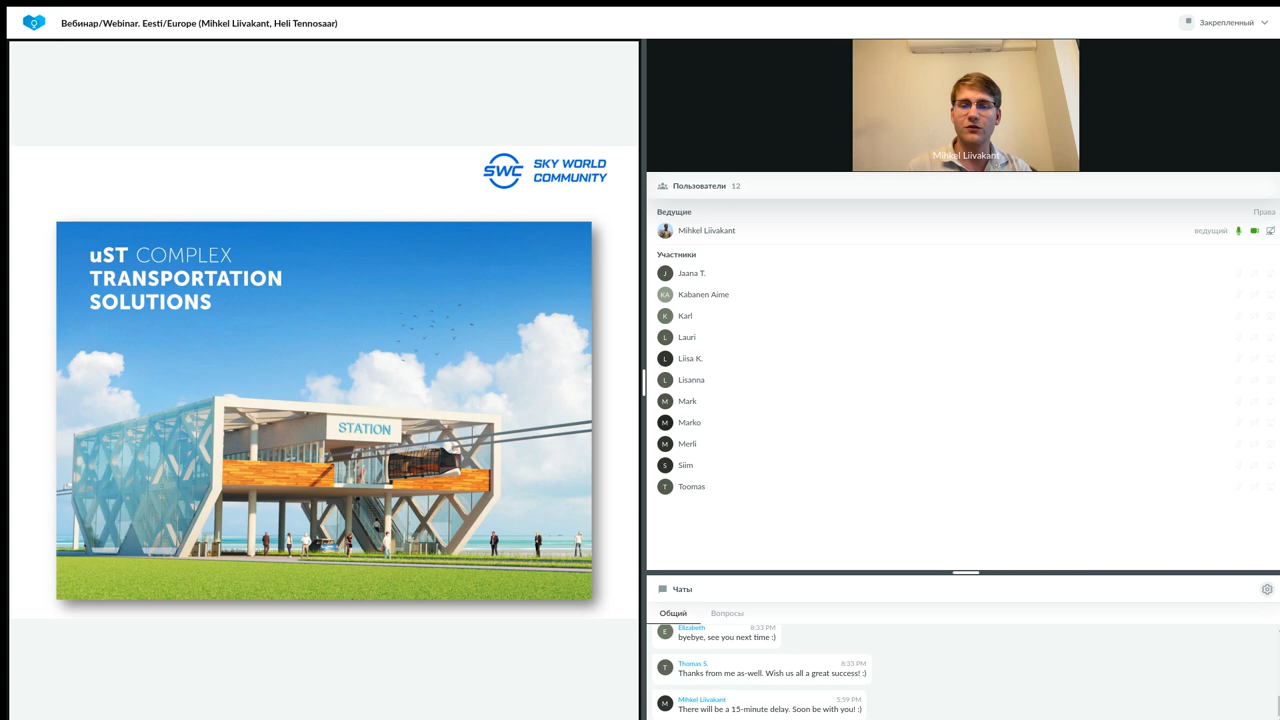 Вебинар/Webinar. Eesti/Europe (Mihkel Liivakant, Heli Tennosaar)
Закрепленный
SWC SKY WORLD
COMMUNITY
uST COMPLEX
TRANSPORTATION
SOLUTIONS
STATION
Mihkel Liivakant
Пользователи 12
Ведущие Права
Mihkel Liivakant ведущий
Участники
J Jaana T.
KA Kabanen Aime
K Karl
L Lauri
L Liisa K.
L Lisanna
M Mark
M Marko
M Merli
S Siim
T Toomas
Чаты
Общий Вопросы
E Elizabeth 8:33 PM
byebye, see you next time :)
T Thomas S. 8:33 PM
Thanks from me as-well. Wish us all a great success! :)
M Mihkel Liivakant 5:59 PM
There will be a 15-minute delay. Soon be with you! :)